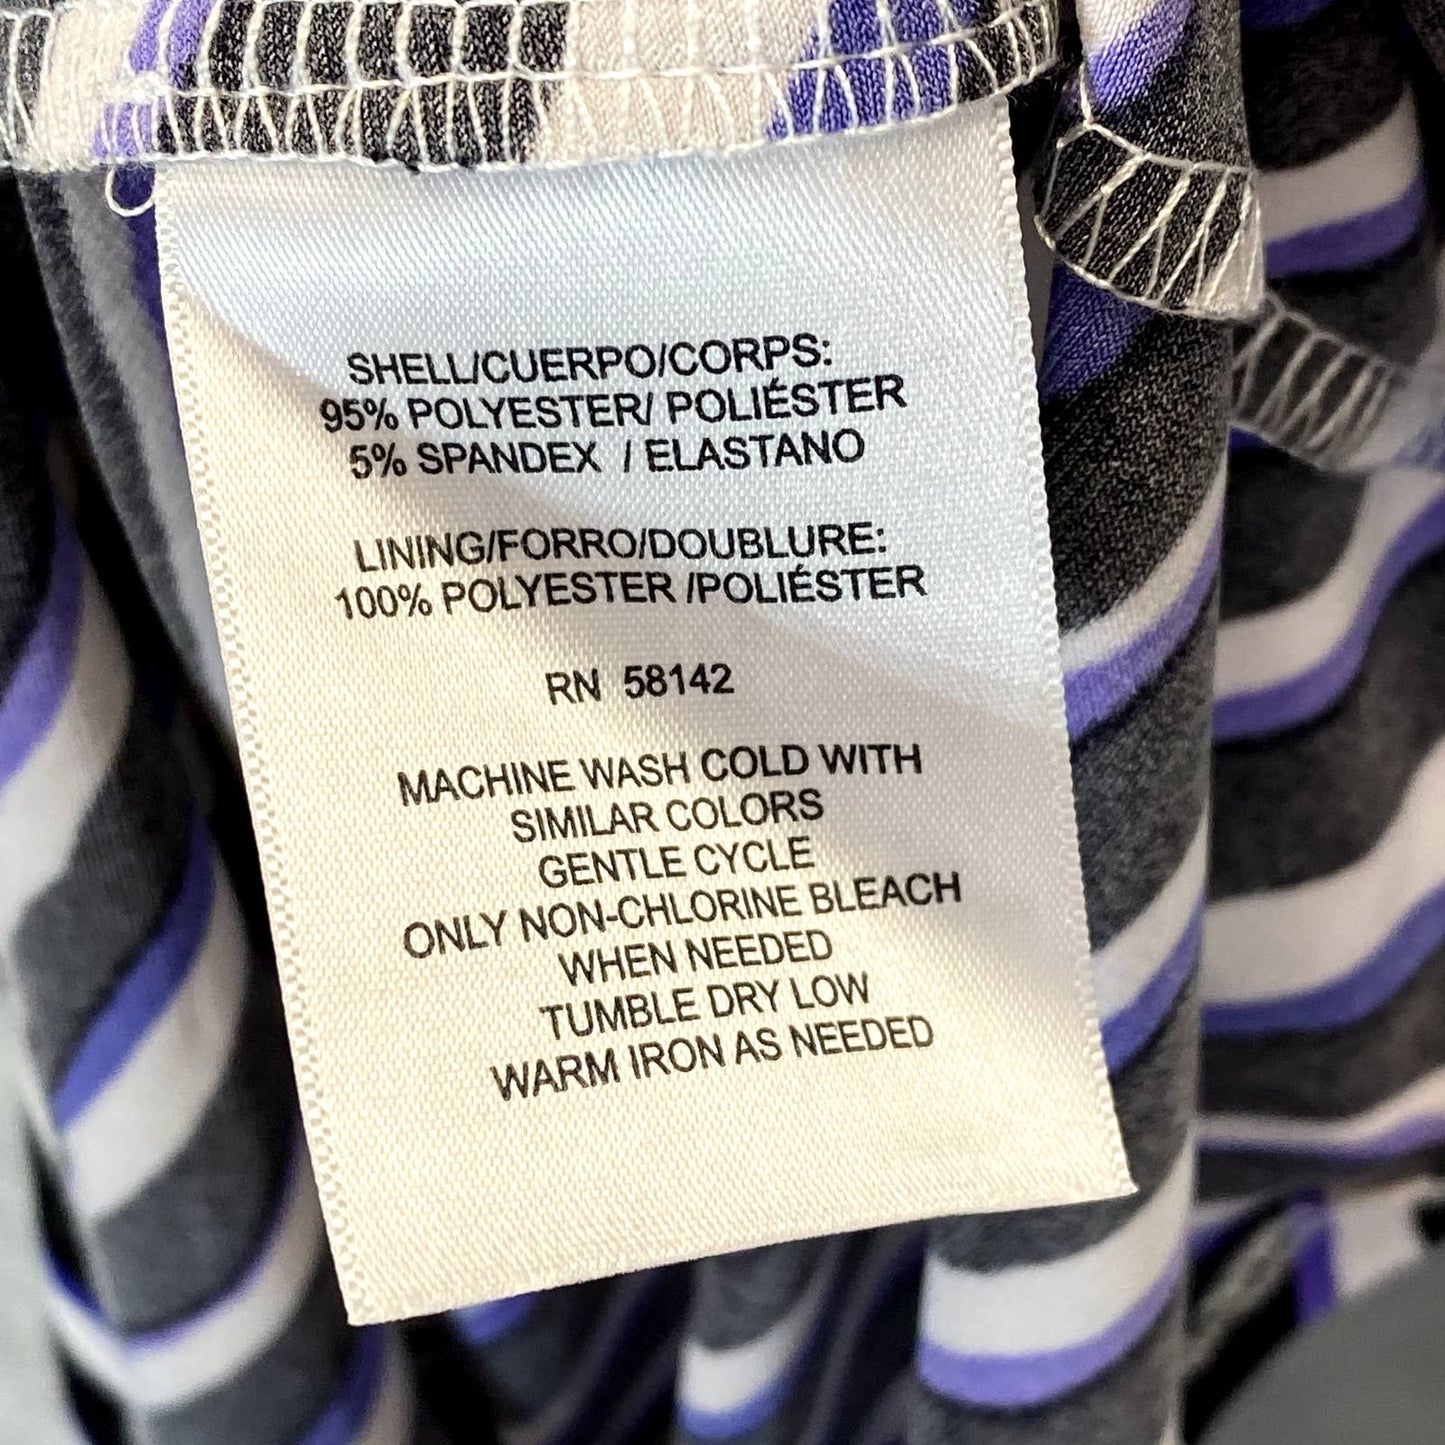 SHELL/CUERPO/CORPS:
95% POLYESTER/ POLIÉSTER
5% SPANDEX / ELASTANO
LINING/FORRO/DOUBLURE:
100% POLYESTER /POLIÉSTER
RN 58142
MACHINE WASH COLD WITH
SIMILAR COLORS
GENTLE CYCLE
ONLY NON-CHLORINE BLEACH
WHEN NEEDED
TUMBLE DRY LOW
WARM IRON AS NEEDED